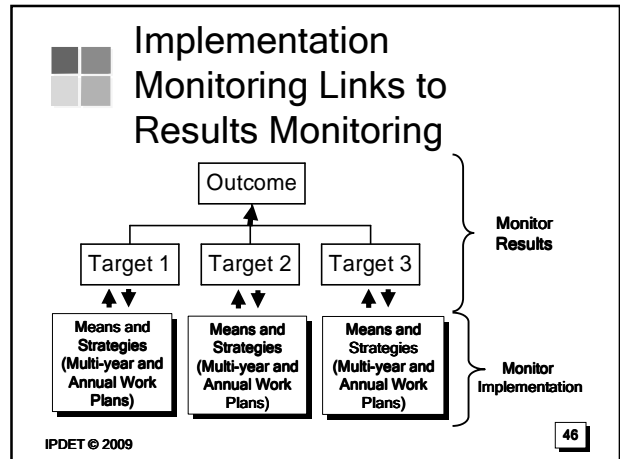 Implementation
Monitoring Links to
Results Monitoring
Outcome
Monitor
Results
Target 1
Target 2
Target 3
Means and
Strategies
(Multi-year and
Annual Work
Plans)
Means and
Strategies
(Multi-year and
Annual Work
Plans)
Means and
Strategies
(Multi-year and
Annual Work
Plans)
Monitor
Implementation
IPDET © 2009
46